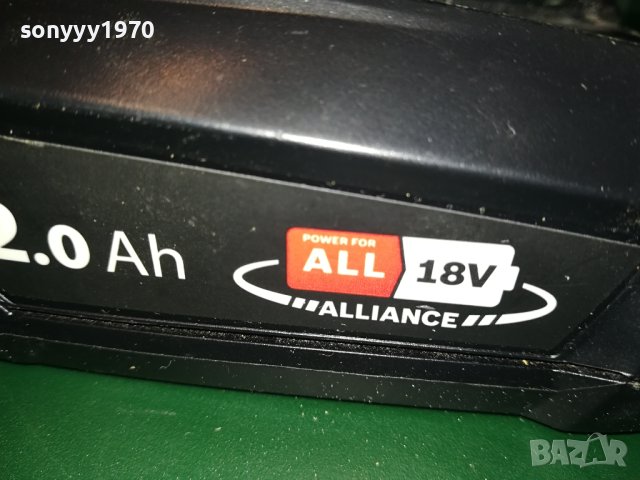 sonyyy1970
2.0 Ah
POWER FOR
ALL 18V
ALLIANCE
BAZAR